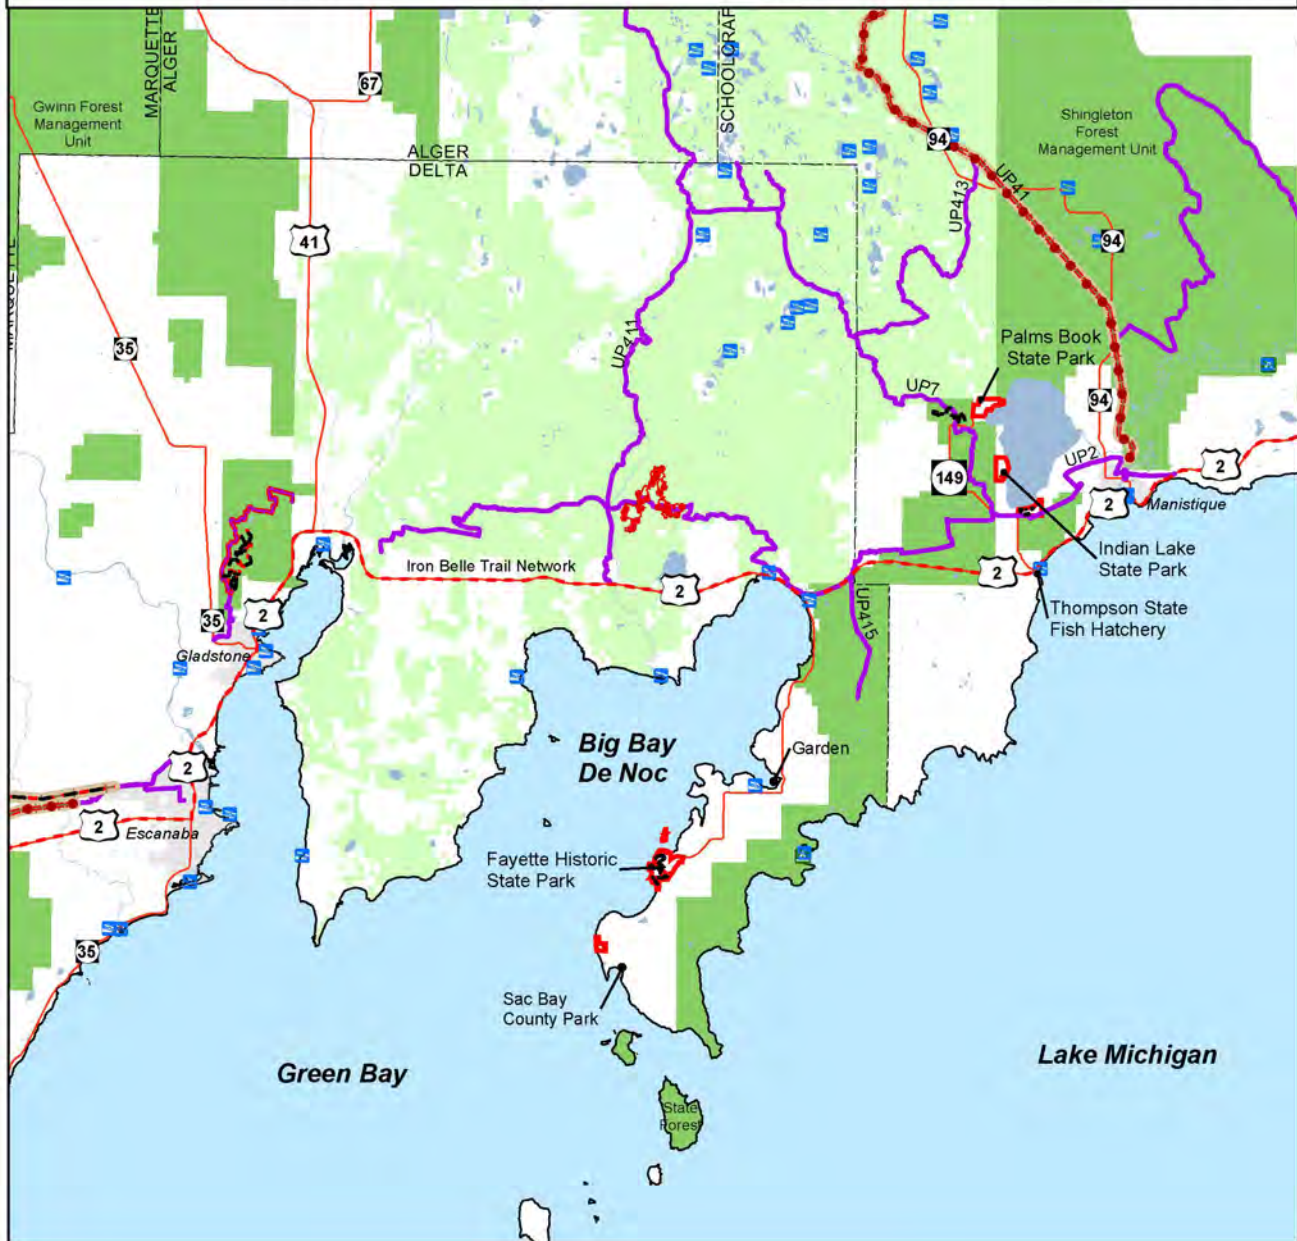 MARQUETTE
ALGER
67
SCHOOLCRAF
Gwinn Forest
Management
Unit
Shingleton
Forest
Management Unit
94
ALGER
DELTA
UP41
UP413
41
94
35
UP411
Palms Book
State Park
UP7
94
149
UP2
2
2
Manistique
Iron Belle Trail Network
2
2
Indian Lake
State Park
35
2
Thompson State
Fish Hatchery
UP415
Gladstone
Big Bay
De Noc
Garden
2
2
Escanaba
Fayette Historic
State Park
35
Sac Bay
County Park
Green Bay
Lake Michigan
State
Forest